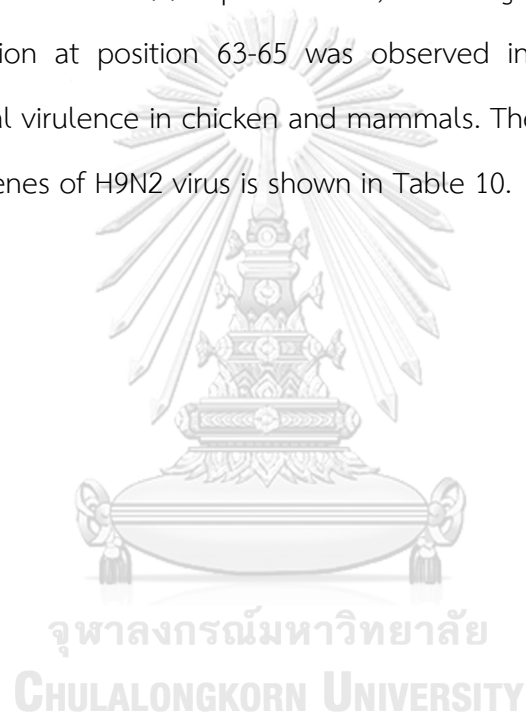 ion at position 63-65 was observed in
al virulence in chicken and mammals. The
enes of H9N2 virus is shown in Table 10.
จุฬาลงกรณ์มหาวิทยาลัย
CHULALONGKORN UNIVERSITY